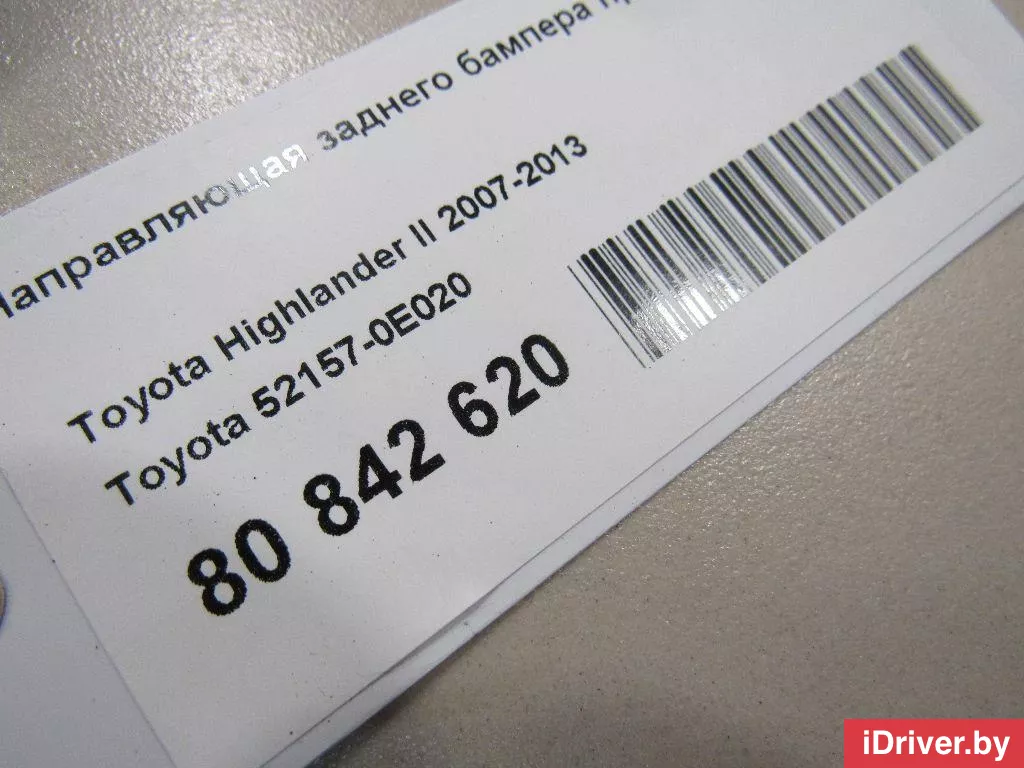 Направляющая заднего бампера
Toyota Highlander II 2007-2013
Toyota 52157-0E020
80 842 620
iDriver.by